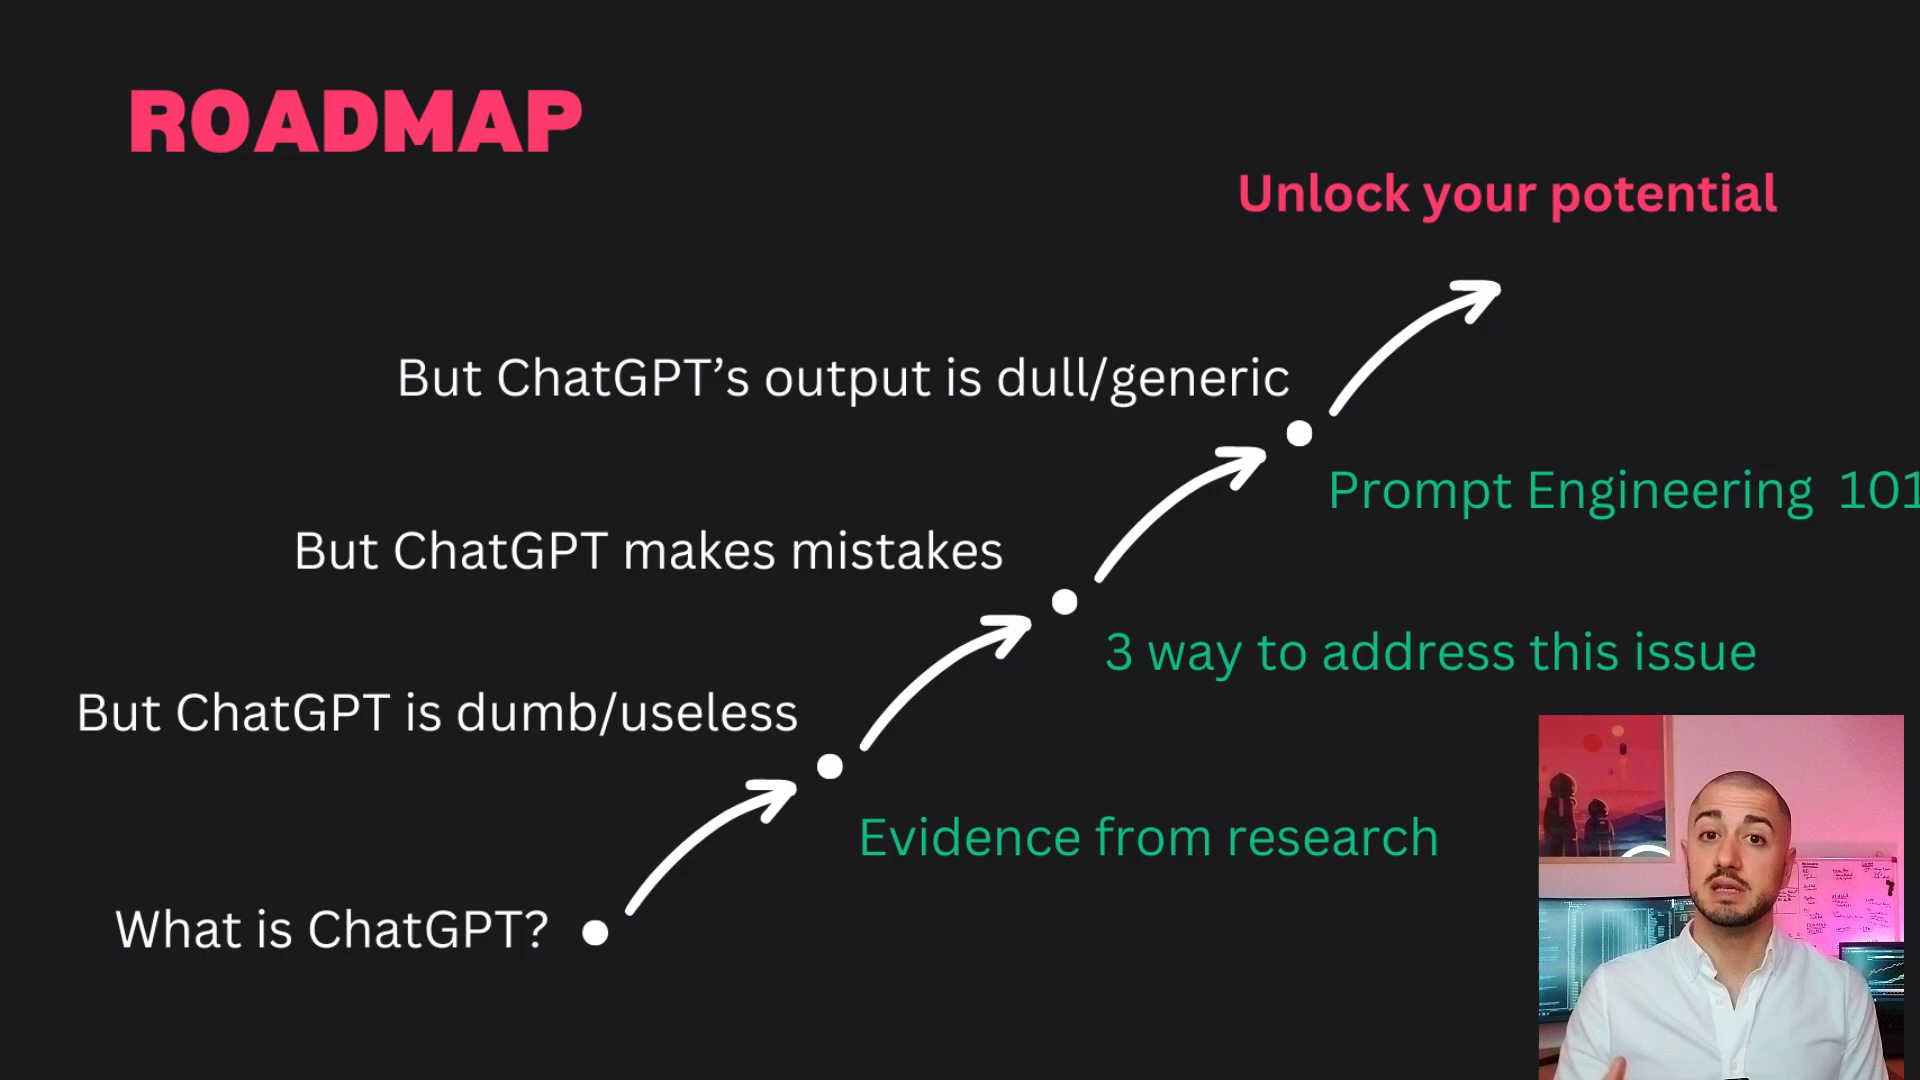 ROADMAP
Unlock your potential
But ChatGPT’s output is dull/generic
Prompt Engineering 101
But ChatGPT makes mistakes
3 way to address this issue
But ChatGPT is dumb/useless
Evidence from research
What is ChatGPT?